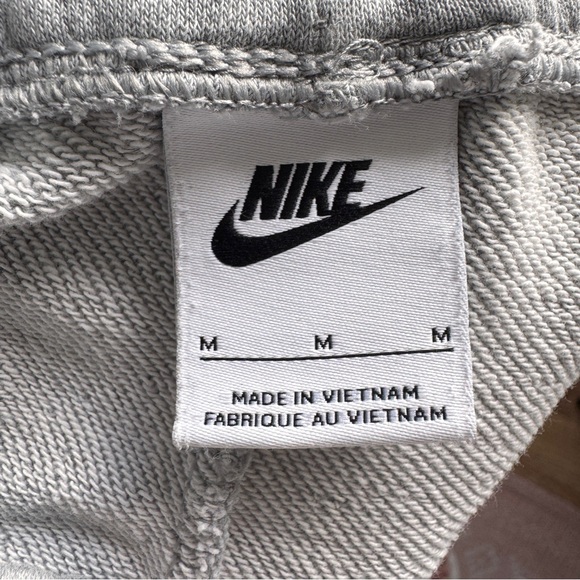 NIKE
M M M
MADE IN VIETNAM
FABRIQUE AU VIETNAM